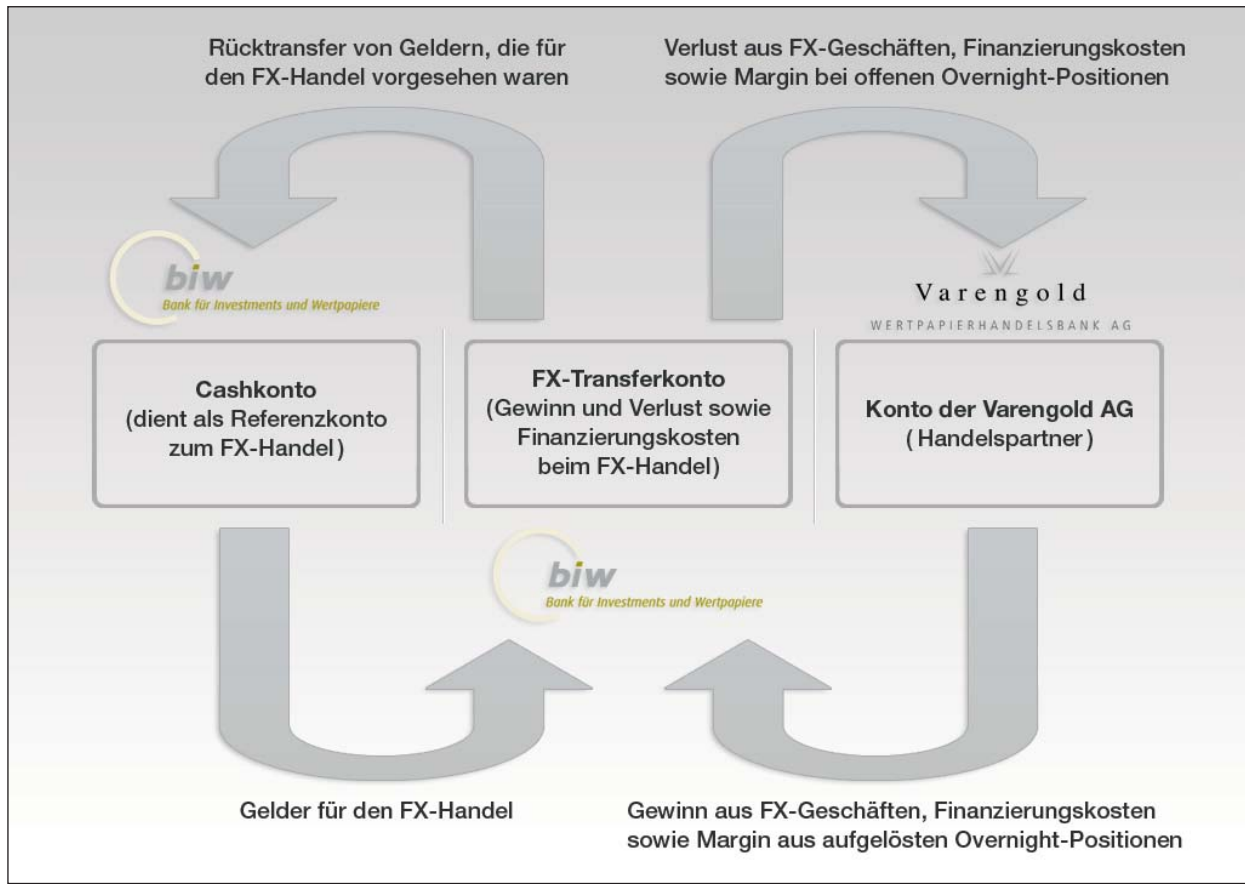 Rücktransfer von Geldern, die für
den FX-Handel vorgesehen waren
Verlust aus FX-Geschäften, Finanzierungskosten
sowie Margin bei offenen Overnight-Positionen
biw
Bank für Investments und Wertpapiere
Varengold
WERTPAPIERHANDELSBANK AG
Cashkonto
(dient als Referenzkonto
zum FX-Handel)
FX-Transferkonto
(Gewinn und Verlust sowie
Finanzierungskosten
beim FX-Handel)
Konto der Varengold AG
(Handelspartner)
biw
Bank für Investments und Wertpapiere
Gelder für den FX-Handel
Gewinn aus FX-Geschäften, Finanzierungskosten
sowie Margin aus aufgelösten Overnight-Positionen